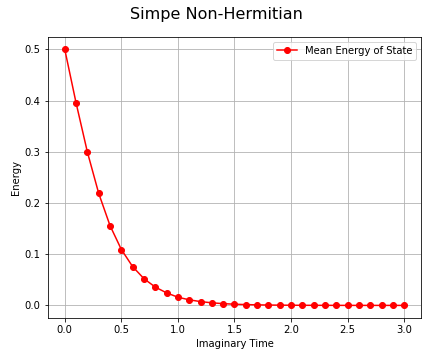 Simpe Non-Hermitian
Mean Energy of State
0.5
0.4
0.3
0.2
0.1
0.0
Energy
0.0 0.5 1.0 1.5 2.0 2.5 3.0
Imaginary Time